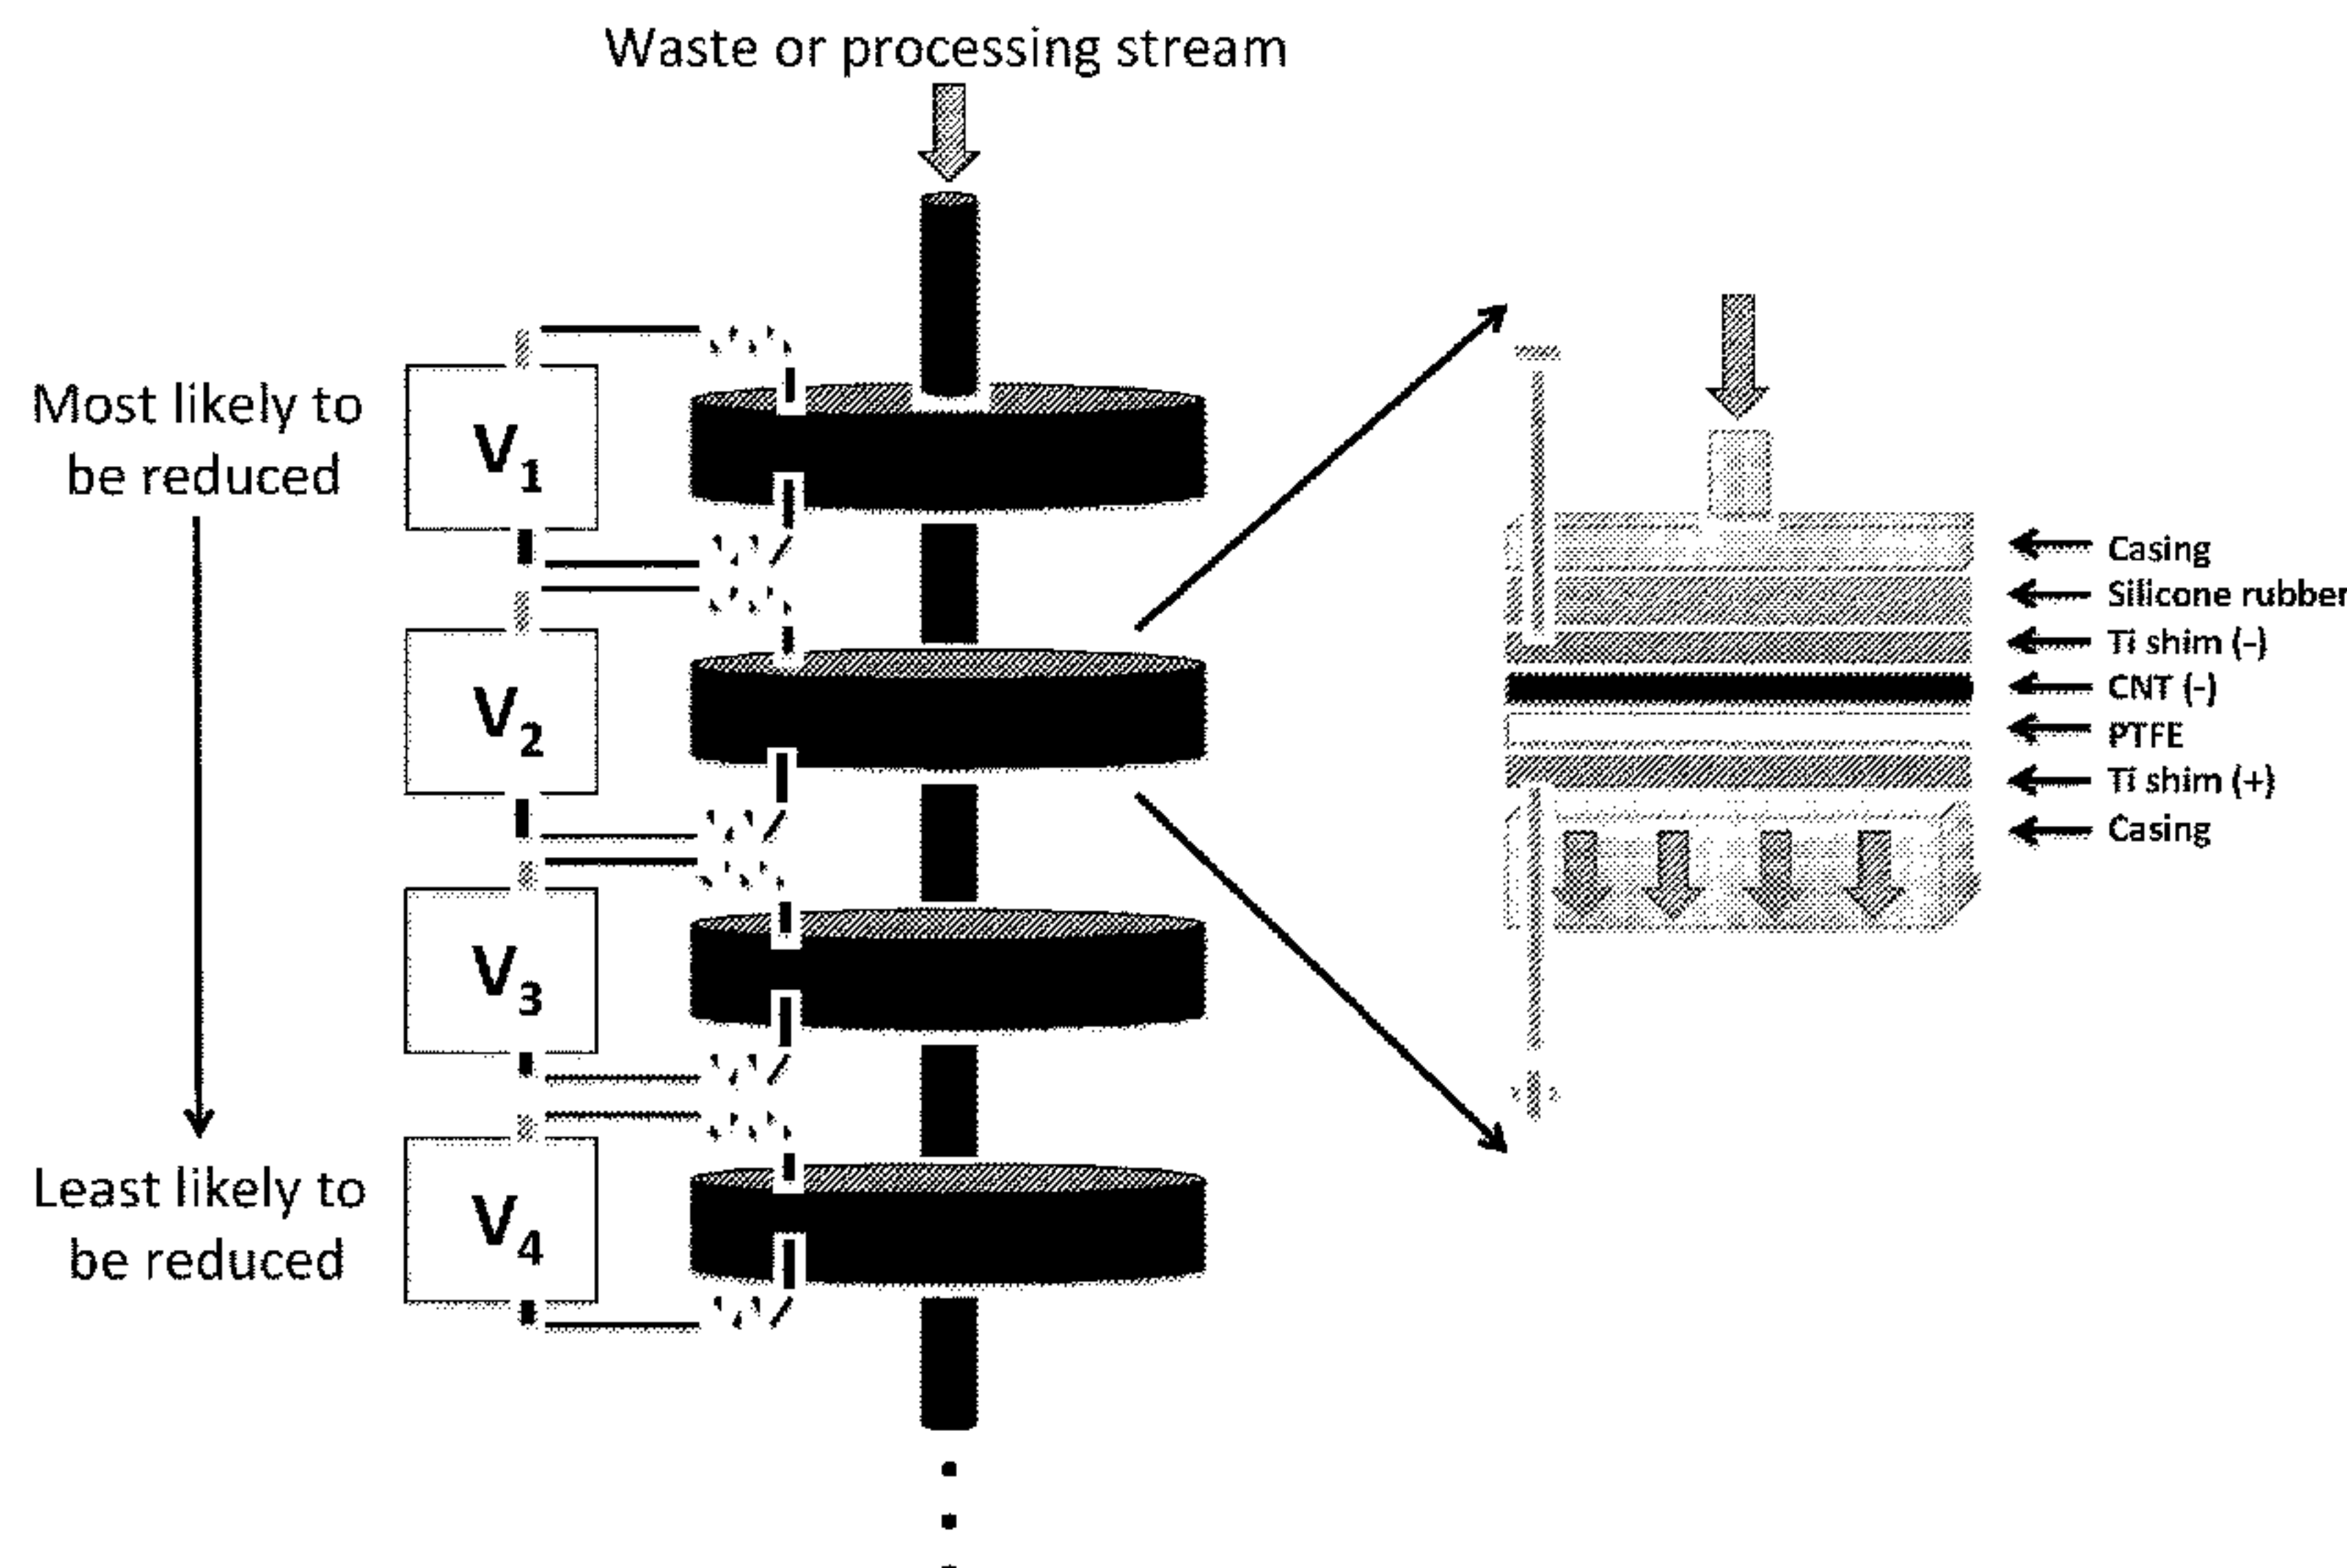 Waste or processing stream
Most likely to
be reduced
V1
V2
V3
V4
Least likely to
be reduced
Casing
Silicone rubber
Ti shim (-)
CNT (-)
PTFE
Ti shim (+)
Casing